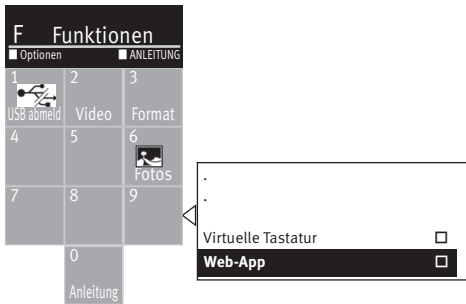 F Funktionen
Optionen ANLEITUNG
1 2 3
USB abmeld Video Format
4 5 6
Fotos
7 8 9
.
.
Virtuelle Tastatur
Web-App
0
Anleitung